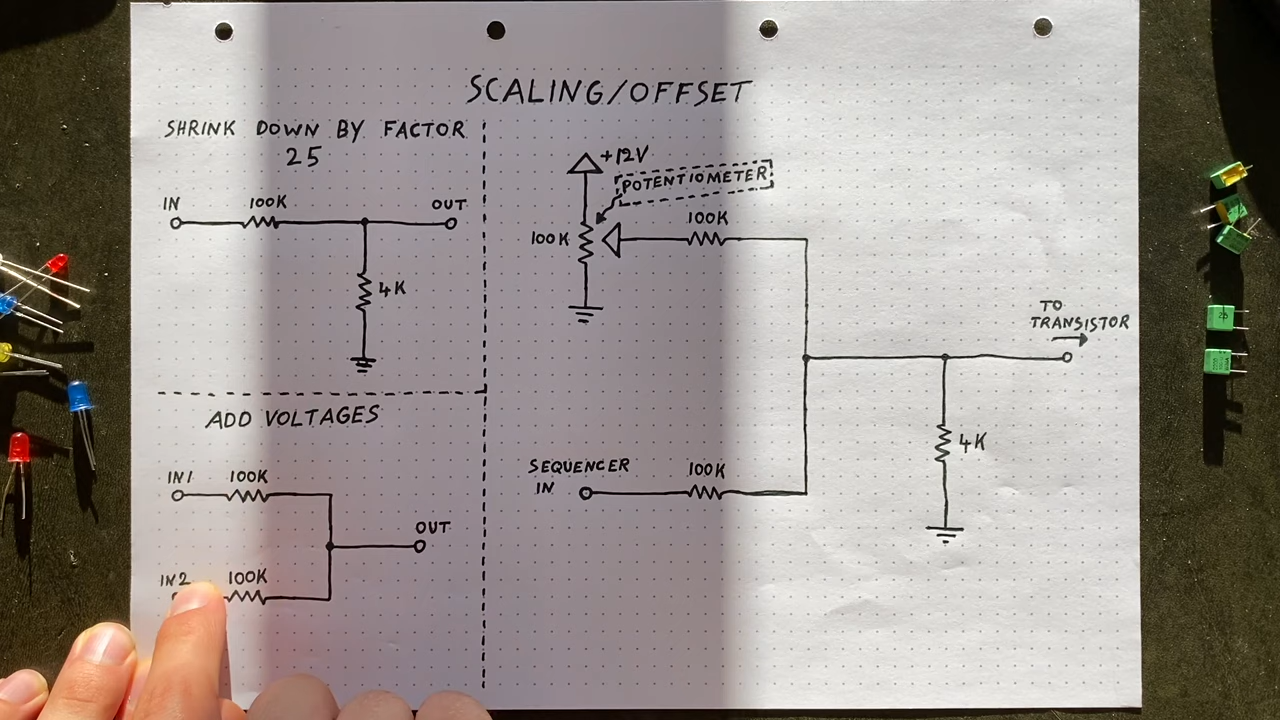 SCALING/OFFSET
SHRINK DOWN BY FACTOR
25
IN
100K
OUT
4K
ADD VOLTAGES
IN1
100K
OUT
IN2
100K
+12V
POTENTIOMETER
100K
100K
SEQUENCER
IN
100K
TO
TRANSISTOR
4K